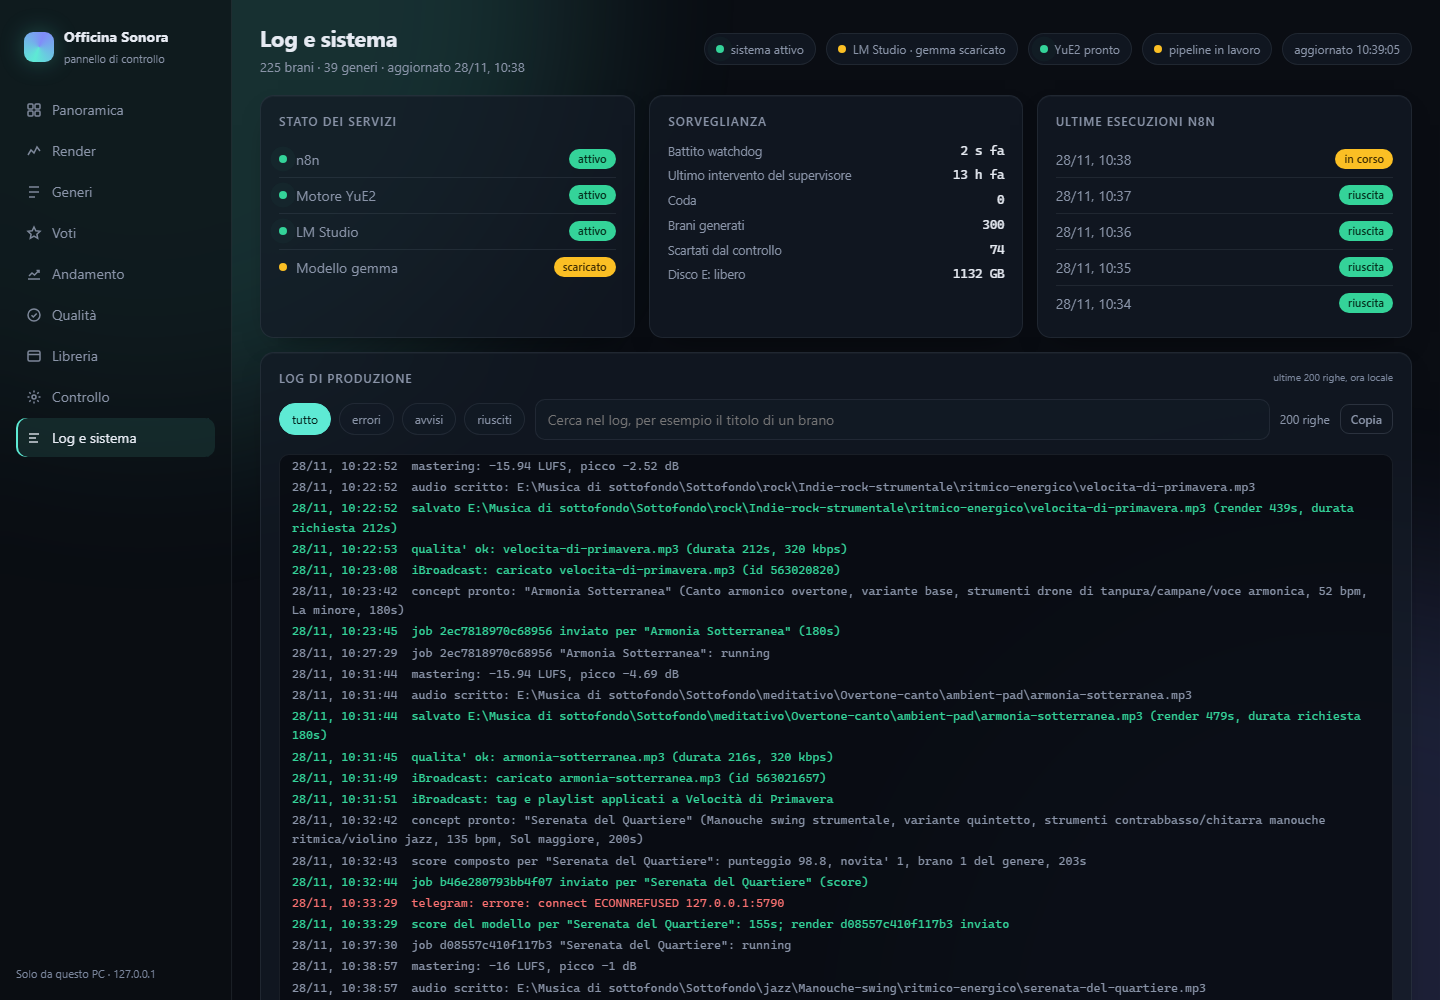 Officina Sonora
pannello di controllo
Panoramica
Render
Generi
Voti
Andamento
Qualità
Libreria
Controllo
Log e sistema
Solo da questo PC · 127.0.0.1
Log e sistema
225 brani · 39 generi · aggiornato 28/11, 10:38
sistema attivo
LM Studio · gemma scaricato
YuE2 pronto
pipeline in lavoro
aggiornato 10:39:05
STATO DEI SERVIZI
n8n attivo
Motore YuE2 attivo
LM Studio attivo
Modello gemma scaricato
SORVEGLIANZA
Battito watchdog 2 s fa
Ultimo intervento del supervisore 13 h fa
Coda 0
Brani generati 300
Scartati dal controllo 74
Disco E: libero 1132 GB
ULTIME ESECUZIONI N8N
28/11, 10:38 in corso
28/11, 10:37 riuscita
28/11, 10:36 riuscita
28/11, 10:35 riuscita
28/11, 10:34 riuscita
LOG DI PRODUZIONE
ultime 200 righe, ora locale
tutto errori avvisi riusciti Cerca nel log, per esempio il titolo di un brano 200 righe Copia
28/11, 10:22:52 mastering: -15.94 LUFS, picco -2.52 dB
28/11, 10:22:52 audio scritto: E:\Musica di sottofondo\Sottofondo\rock\Indie-rock-strumentale\ritmico-energico\velocita-di-primavera.mp3
28/11, 10:22:52 salvato E:\Musica di sottofondo\Sottofondo\rock\Indie-rock-strumentale\ritmico-energico\velocita-di-primavera.mp3 (render 439s, durata
richiesta 212s)
28/11, 10:22:53 qualita' ok: velocita-di-primavera.mp3 (durata 212s, 320 kbps)
28/11, 10:23:08 iBroadcast: caricato velocita-di-primavera.mp3 (id 563020820)
28/11, 10:23:42 concept pronto: "Armonia Sotterranea" (Canto armonico overtone, variante base, strumenti drone di tanpura/campane/voce armonica, 52 bpm,
La minore, 180s)
28/11, 10:23:45 job 2ec7818970c68956 inviato per "Armonia Sotterranea" (180s)
28/11, 10:27:29 job 2ec7818970c68956 "Armonia Sotterranea": running
28/11, 10:31:44 mastering: -15.94 LUFS, picco -4.69 dB
28/11, 10:31:44 audio scritto: E:\Musica di sottofondo\Sottofondo\meditativo\Overtone-canto\ambient-pad\armonia-sotterranea.mp3
28/11, 10:31:44 salvato E:\Musica di sottofondo\Sottofondo\meditativo\Overtone-canto\ambient-pad\armonia-sotterranea.mp3 (render 479s, durata richiesta
180s)
28/11, 10:31:45 qualita' ok: armonia-sotterranea.mp3 (durata 216s, 320 kbps)
28/11, 10:31:49 iBroadcast: caricato armonia-sotterranea.mp3 (id 563021657)
28/11, 10:31:51 iBroadcast: tag e playlist applicati a Velocità di Primavera
28/11, 10:32:42 concept pronto: "Serenata del Quartiere" (Manouche swing strumentale, variante quintetto, strumenti contrabbasso/chitarra manouche
ritmica/violino jazz, 135 bpm, Sol maggiore, 200s)
28/11, 10:32:43 score composto per "Serenata del Quartiere": punteggio 98.8, novita' 1, brano 1 del genere, 203s
28/11, 10:32:44 job b46e280793bb4f07 inviato per "Serenata del Quartiere" (score)
28/11, 10:33:29 telegram: errore: connect ECONNREFUSED 127.0.0.1:5790
28/11, 10:33:29 score del modello per "Serenata del Quartiere": 155s; render d08557c410f117b3 inviato
28/11, 10:37:30 job d08557c410f117b3 "Serenata del Quartiere": running
28/11, 10:38:57 mastering: -16 LUFS, picco -1 dB
28/11, 10:38:57 audio scritto: E:\Musica di sottofondo\Sottofondo\jazz\Manouche-swing\ritmico-energico\serenata-del-quartiere.mp3